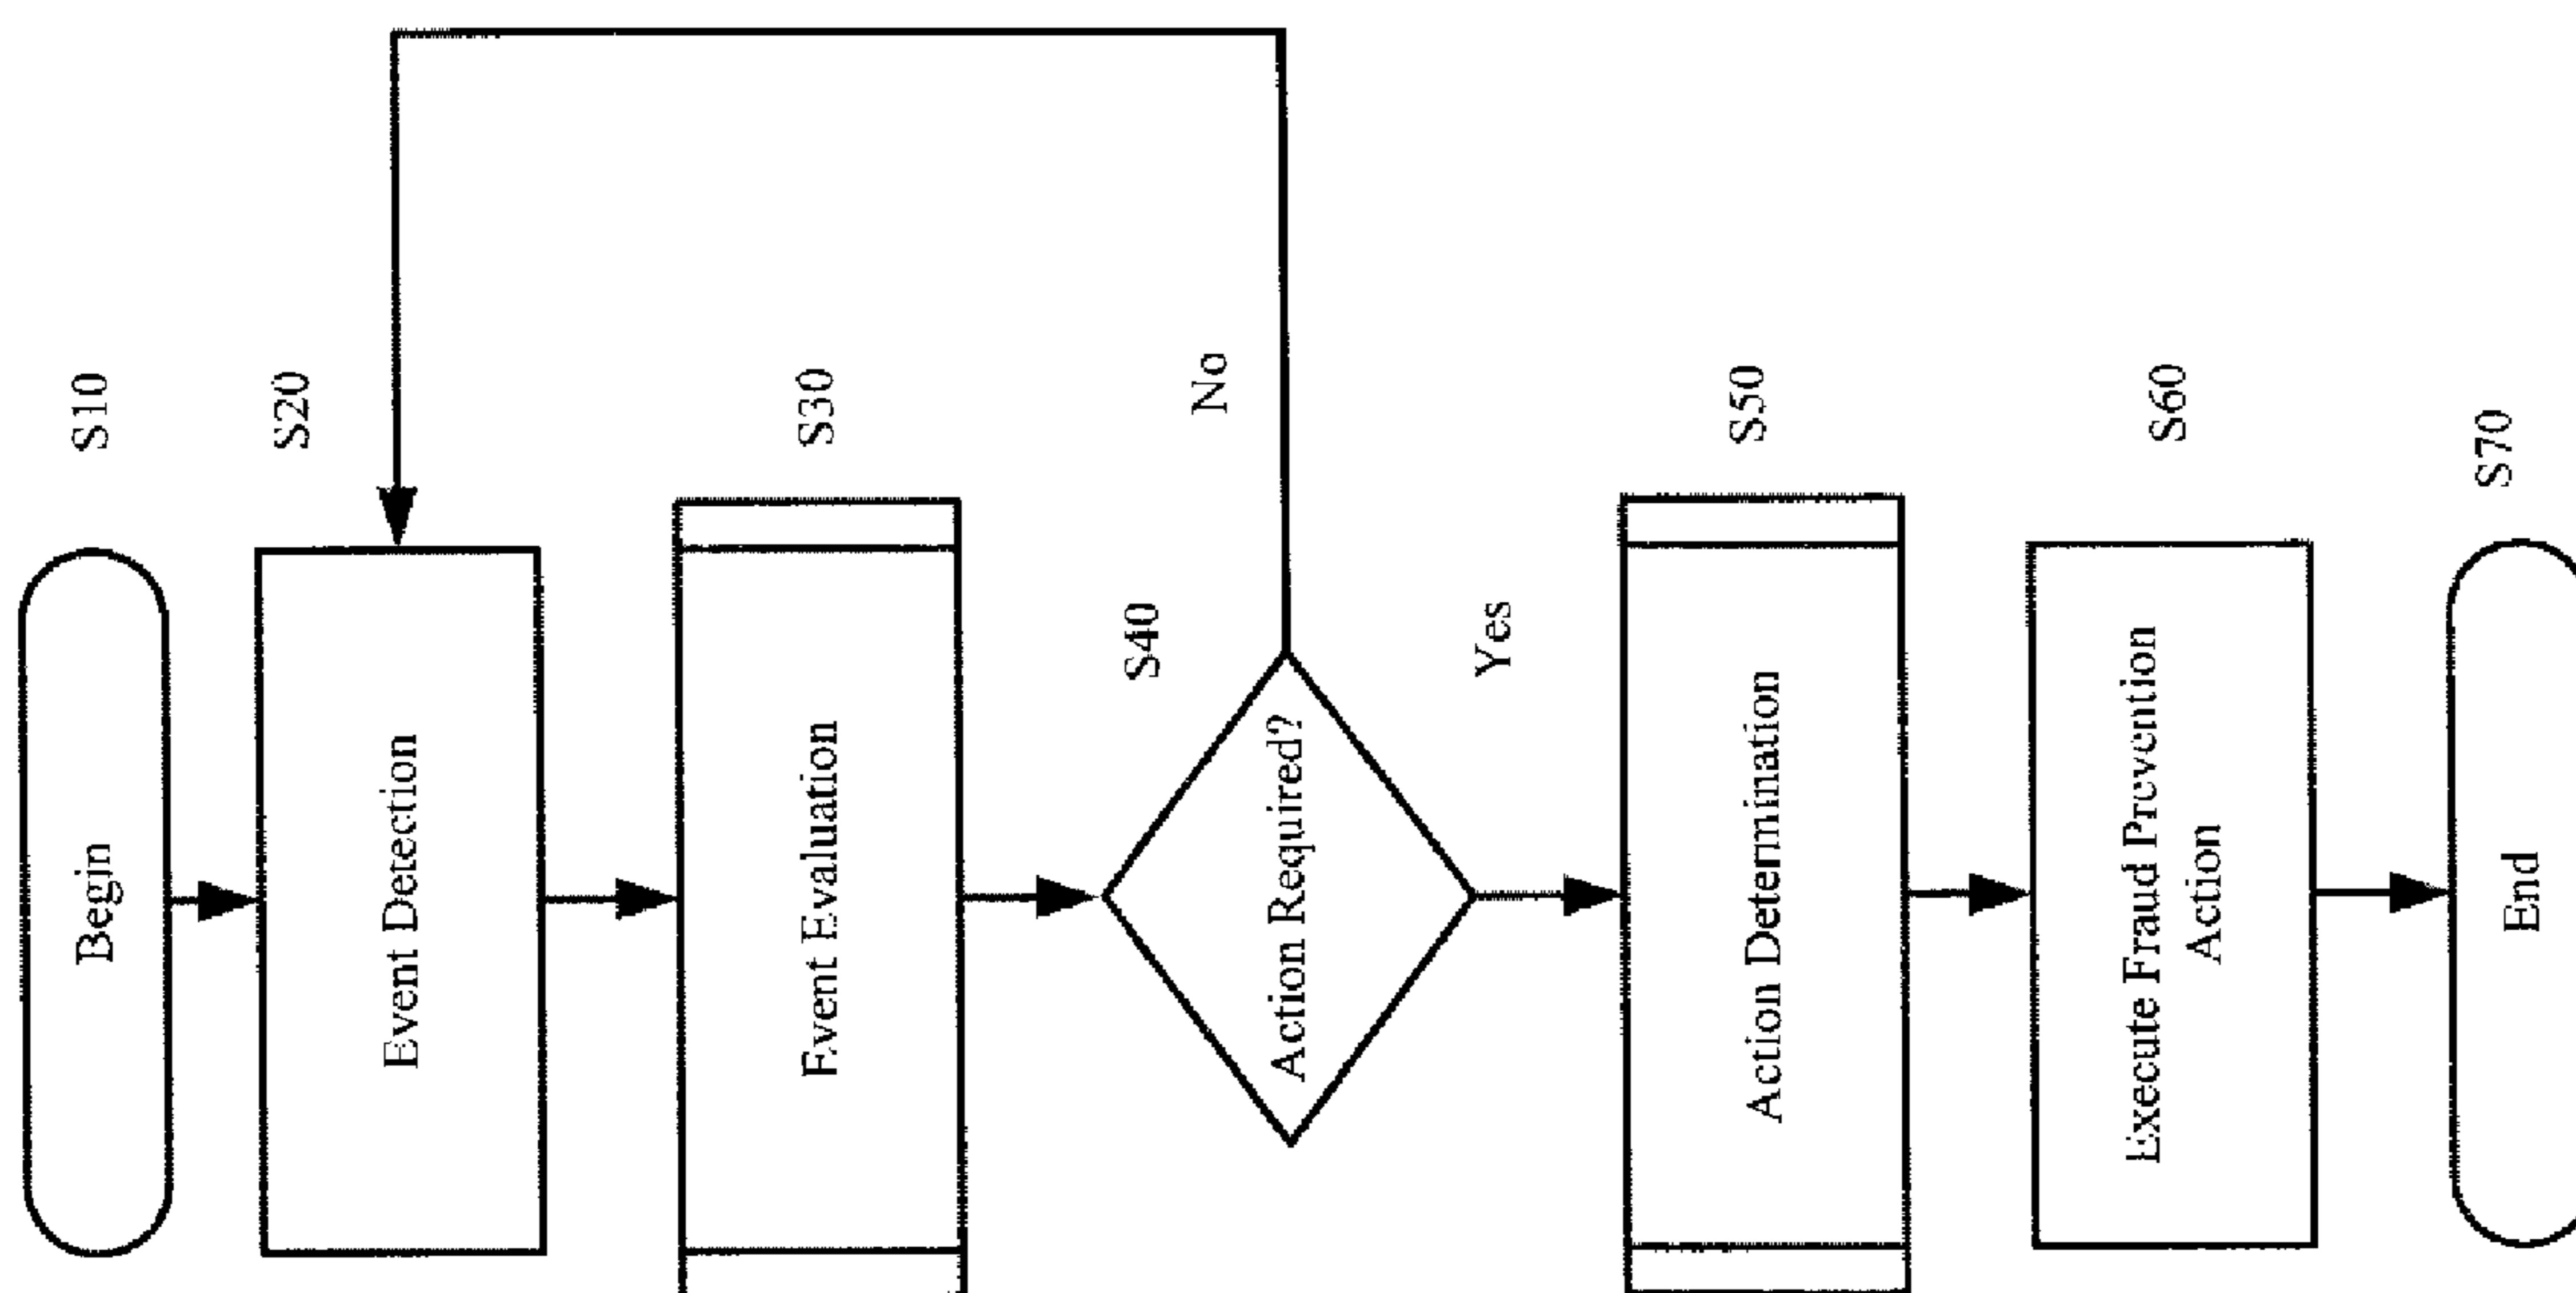 S10
Begin
S20
Event Detection
S30
Event Evaluation
S40
Action Required?
No
Yes
S50
Action Determination
S60
Execute Fraud Prevention
Action
S70
End